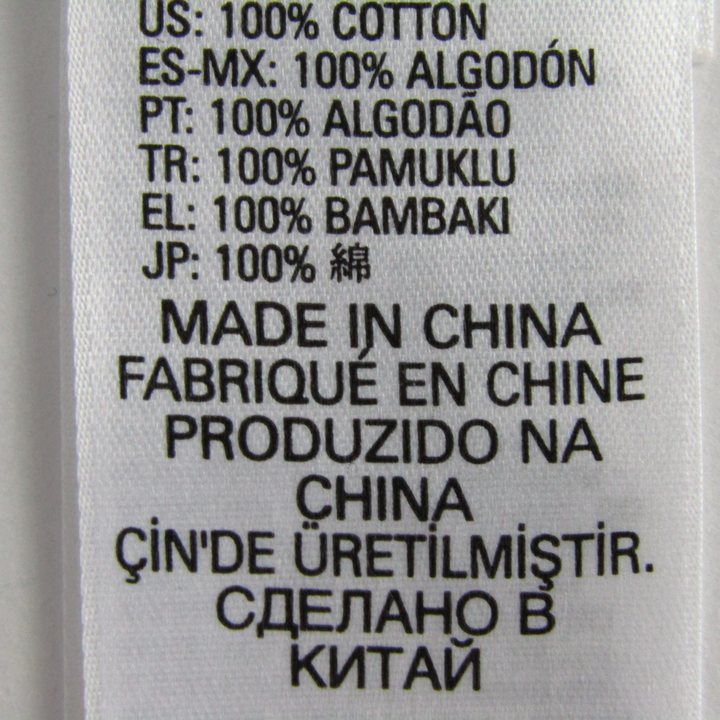 US: 100% COTTON
ES-MX: 100% ALGODÓN
PT: 100% ALGODÃO
TR: 100% PAMUKLU
EL: 100% BAMBAKI
JP: 100% 綿
MADE IN CHINA
FABRIQUÉ EN CHINE
PRODUZIDO NA
CHINA
ÇİN'DE ÜRETİLMİŞTİR.
СДЕЛАНО В
КИТАЙ